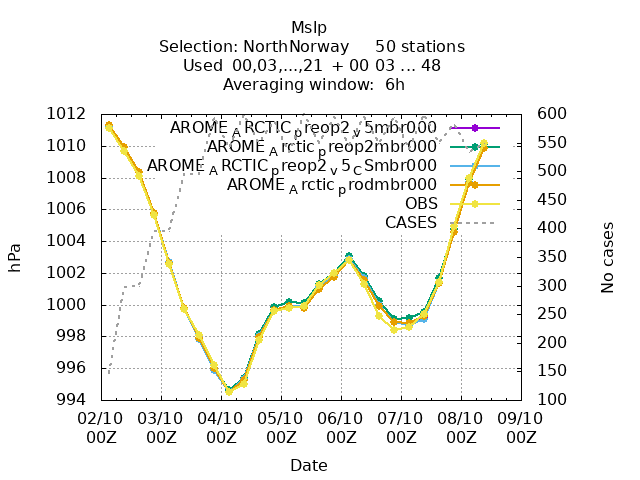 Mslp
Selection: NorthNorway 50 stations
Used 00,03,...,21 + 00 03 ... 48
Averaging window: 6h
1012 600
AROME_ARCTIC_preop2_v5mbr000
1010 550
AROME_Arctic_preop2mbr000
AROME_ARCTIC_preop2_v5_CSmbr000
1008 500
AROME_Arctic_prodmbr000
1006 450
OBS
CASES
1004 400
hPa
No cases
1002 350
1000 300
998 250
996 200
994 150
100
02/10 03/10 04/10 05/10 06/10 07/10 08/10 09/10
00Z 00Z 00Z 00Z 00Z 00Z 00Z 00Z
Date